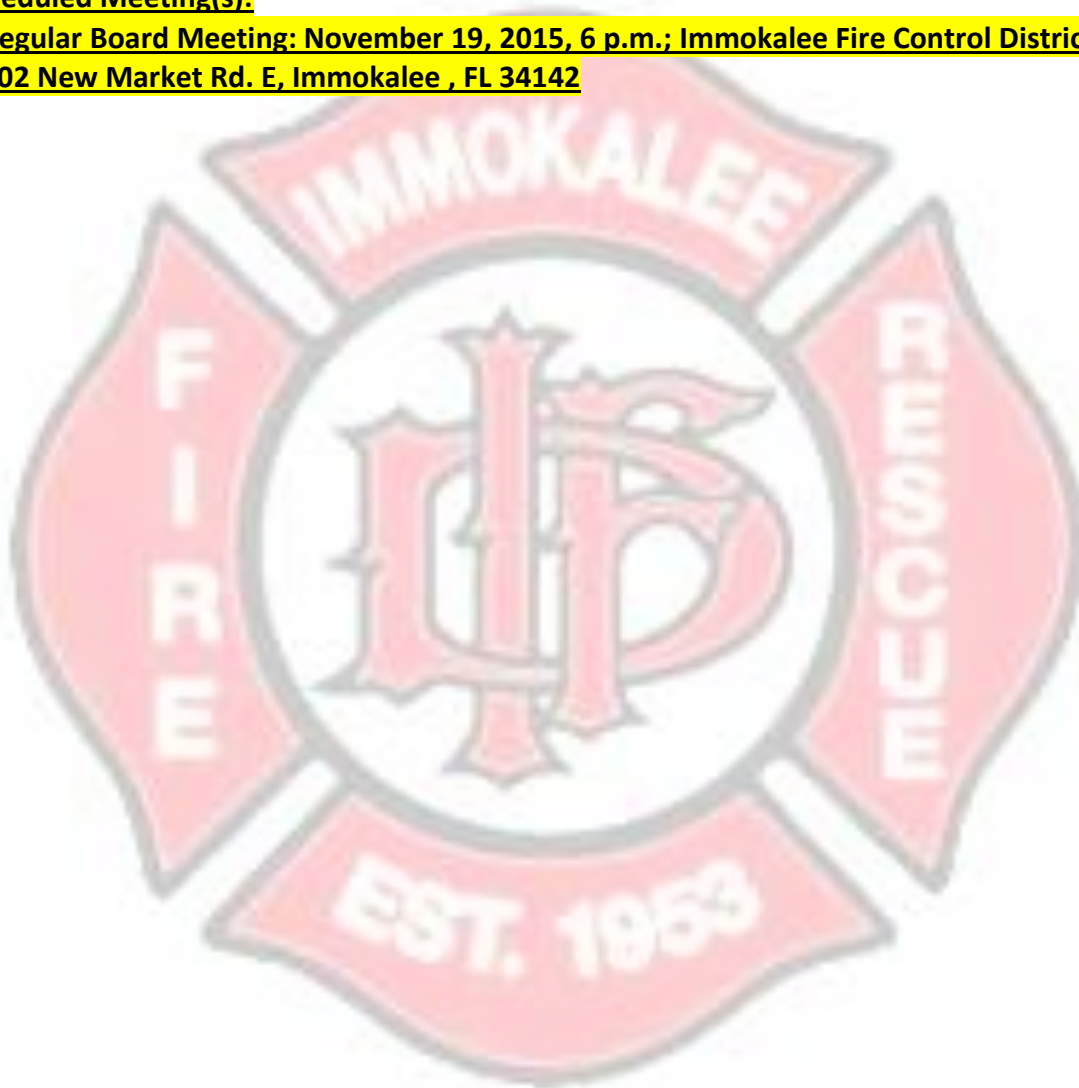 eduled Meeting(s):
egular Board Meeting: November 19, 2015, 6 p.m.; Immokalee Fire Control Distric
02 New Market Rd. E, Immokalee , FL 34142
IMMOKALEE
FIRE
RESCUE
EST. 1953